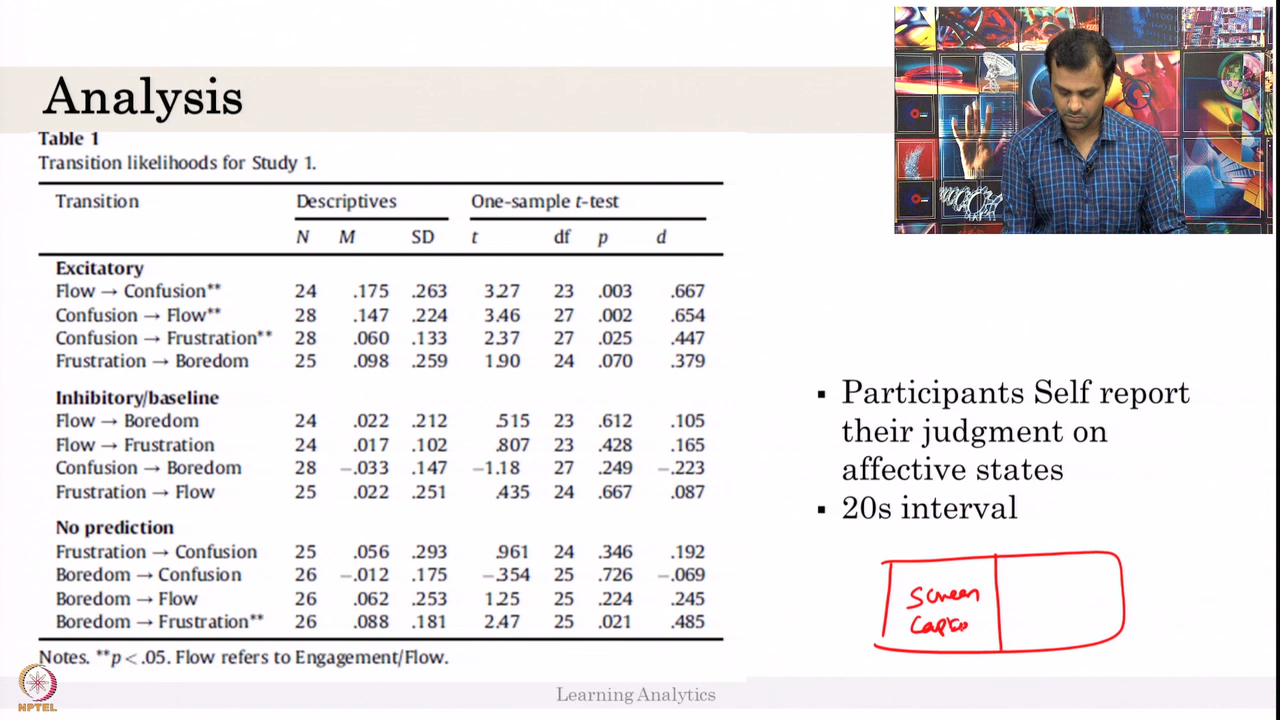 Analysis
Table 1
Transition likelihoods for Study 1.
Transition Descriptives One-sample t-test
N M SD t df p d
Excitatory
Flow → Confusion** 24 .175 .263 3.27 23 .003 .667
Confusion → Flow** 28 .147 .224 3.46 27 .002 .654
Confusion → Frustration** 28 .060 .133 2.37 27 .025 .447
Frustration → Boredom 25 .098 .259 1.90 24 .070 .379
Inhibitory/baseline
Flow → Boredom 24 .022 .212 .515 23 .612 .105
Flow → Frustration 24 .017 .102 .807 23 .428 .165
Confusion → Boredom 28 –.033 .147 –1.18 27 .249 –.223
Frustration → Flow 25 .022 .251 .435 24 .667 .087
No prediction
Frustration → Confusion 25 .056 .293 .961 24 .346 .192
Boredom → Confusion 26 –.012 .175 –.354 25 .726 –.069
Boredom → Flow 26 .062 .253 1.25 25 .224 .245
Boredom → Frustration** 26 .088 .181 2.47 25 .021 .485
Notes. **p < .05. Flow refers to Engagement/Flow.
▪ Participants Self report
their judgment on
affective states
▪ 20s interval
Screen
Learning Analytics
NPTEL